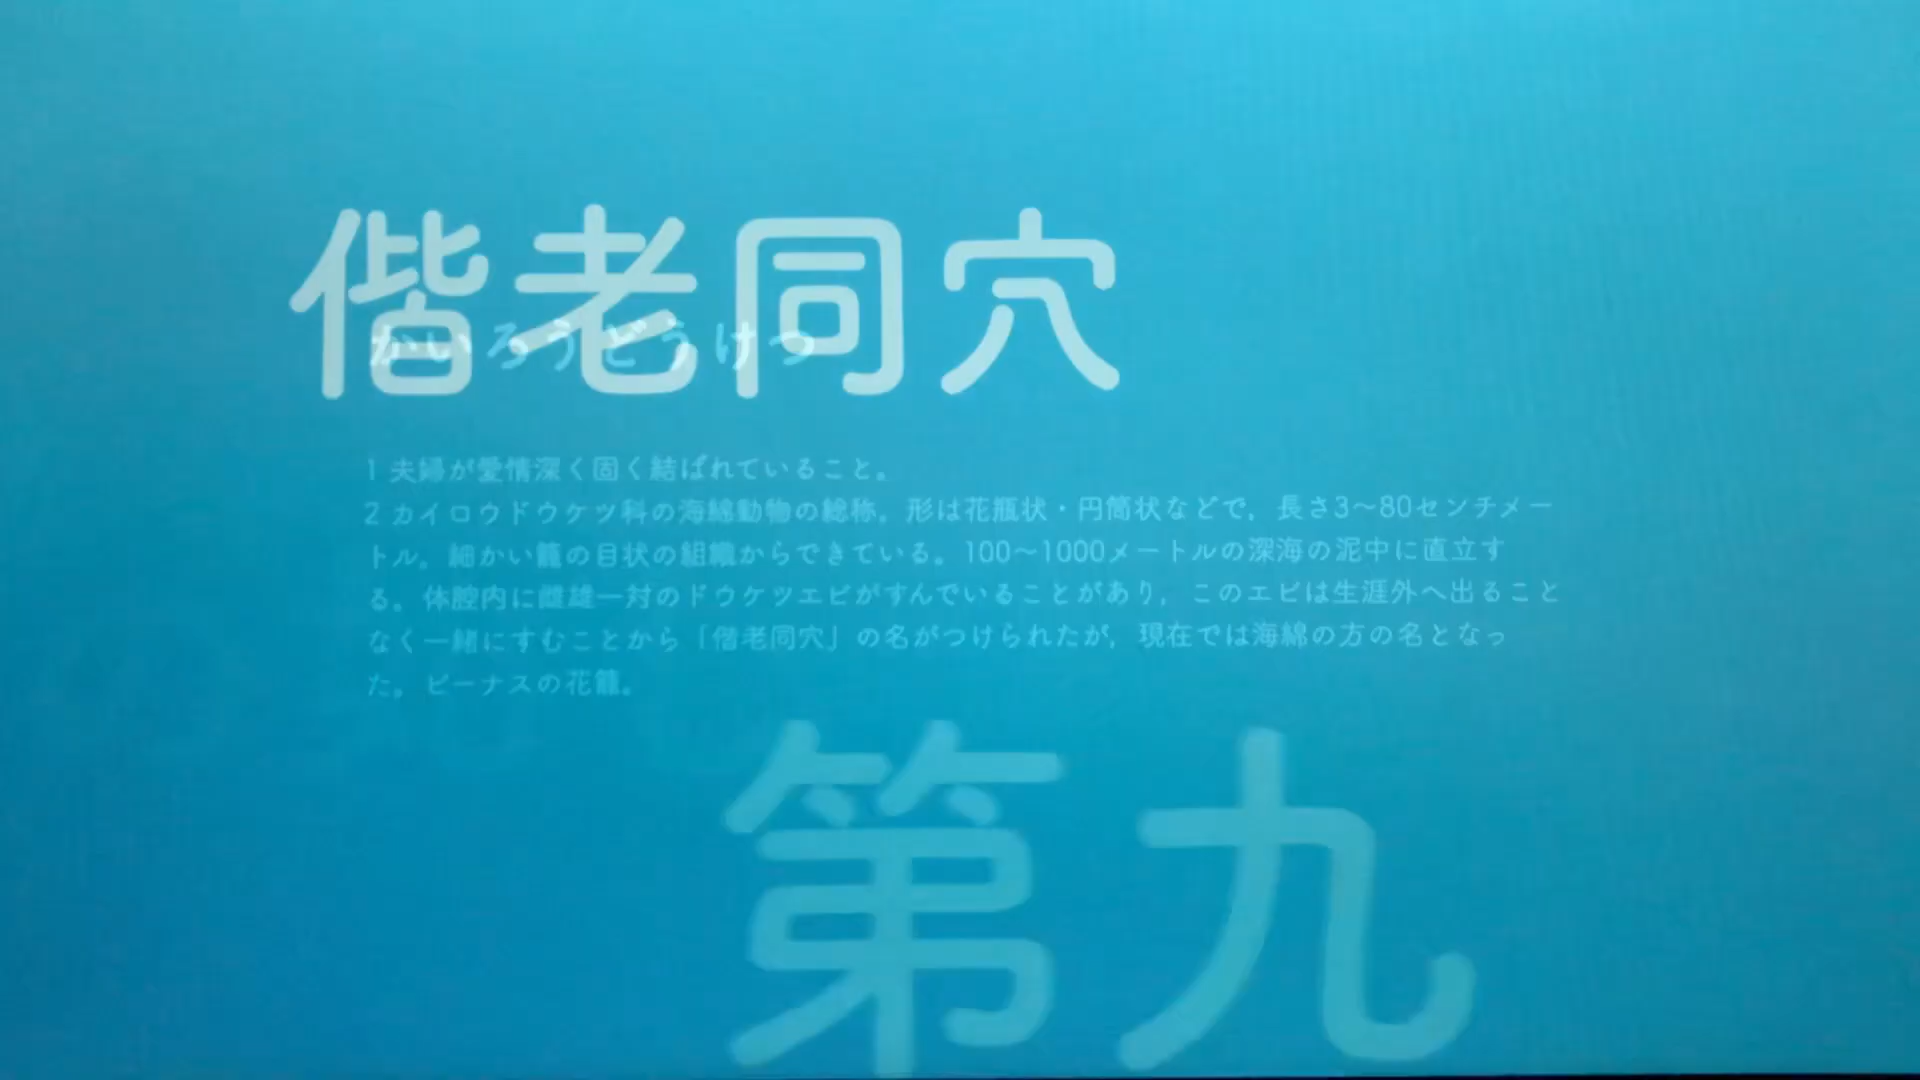 偕老同穴
かいろうどうけつ
1 夫婦が愛情深く固く結ばれていること。
2 カイロウドウケツ科の海綿動物の総称。形は花瓶状・円筒状などで，長さ3～80センチメー
トル。細かい籠の目状の組織からできている。100～1000メートルの深海の泥中に直立す
る。体腔内に雌雄一対のドウケツエビがすんでいることがあり，このエビは生涯外へ出ること
なく一緒にすむことから「偕老同穴」の名がつけられたが，現在では海綿の方の名となっ
た。ビーナスの花籠。
第九